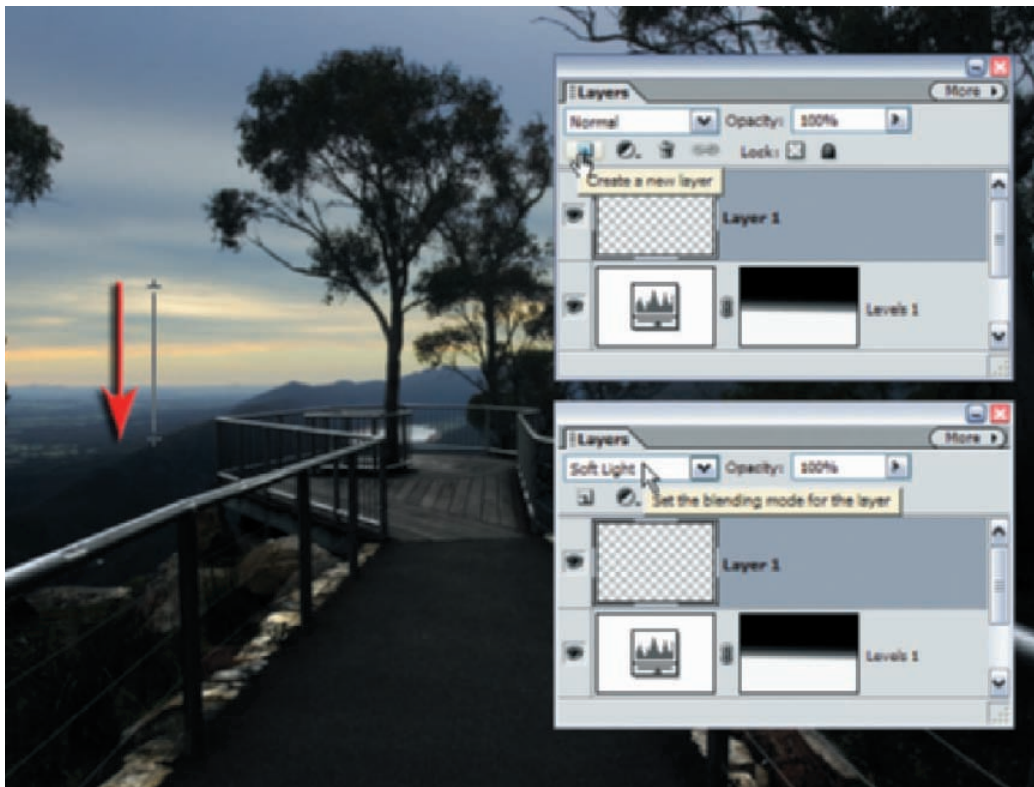 Layers
More
Normal
Opacity: 100%
Lock:
Create a new layer
Layer 1
Levels 1
Layers
More
Soft Light
Opacity: 100%
Set the blending mode for the layer
Layer 1
Levels 1